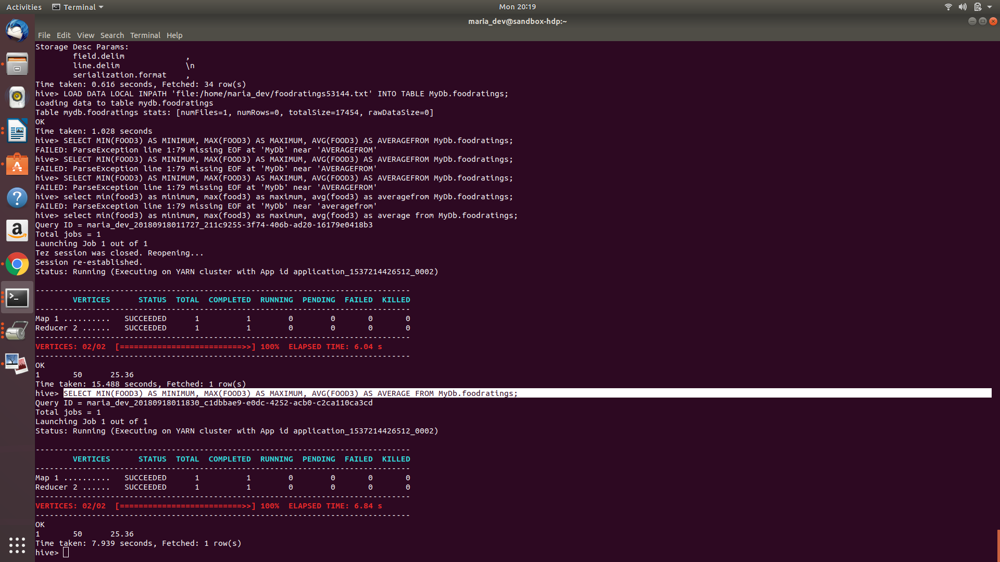 Activities Terminal Mon 20:19
maria_dev@sandbox-hdp:~
File Edit View Search Terminal Help
Storage Desc Params:
field.delim ,
line.delim \n
serialization.format ,
Time taken: 0.616 seconds, Fetched: 34 row(s)
hive> LOAD DATA LOCAL INPATH 'file:/home/maria_dev/foodratings53144.txt' INTO TABLE MyDb.foodratings;
Loading data to table mydb.foodratings
Table mydb.foodratings stats: [numFiles=1, numRows=0, totalSize=17454, rawDataSize=0]
OK
Time taken: 1.028 seconds
hive> SELECT MIN(FOOD3) AS MINIMUM, MAX(FOOD3) AS MAXIMUM, AVG(FOOD3) AS AVERAGEFROM MyDb.foodratings;
FAILED: ParseException line 1:79 missing EOF at 'MyDb' near 'AVERAGEFROM'
hive> SELECT MIN(FOOD3) AS MINIMUM, MAX(FOOD3) AS MAXIMUM, AVG(FOOD3) AS AVERAGEFROM MyDb.foodratings;
FAILED: ParseException line 1:79 missing EOF at 'MyDb' near 'AVERAGEFROM'
hive> SELECT MIN(FOOD3) AS MINIMUM, MAX(FOOD3) AS MAXIMUM, AVG(FOOD3) AS AVERAGEFROM MyDb.foodratings;
FAILED: ParseException line 1:79 missing EOF at 'MyDb' near 'AVERAGEFROM'
hive> select min(food3) as minimum, max(food3) as maximum, avg(food3) as averagefrom MyDb.foodratings;
FAILED: ParseException line 1:79 missing EOF at 'MyDb' near 'averagefrom'
hive> select min(food3) as minimum, max(food3) as maximum, avg(food3) as average from MyDb.foodratings;
Query ID = maria_dev_20180918011727_211c9255-3f74-406b-ad20-16179e0418b3
Total jobs = 1
Launching Job 1 out of 1
Tez session was closed. Reopening...
Session re-established.
Status: Running (Executing on YARN cluster with App id application_1537214426512_0002)
--------------------------------------------------------------------------------
VERTICES STATUS TOTAL COMPLETED RUNNING PENDING FAILED KILLED
--------------------------------------------------------------------------------
Map 1 .......... SUCCEEDED 1 1 0 0 0 0
Reducer 2 ...... SUCCEEDED 1 1 0 0 0 0
--------------------------------------------------------------------------------
VERTICES: 02/02 [==========================>>] 100% ELAPSED TIME: 6.04 s
--------------------------------------------------------------------------------
OK
1 50 25.36
Time taken: 15.488 seconds, Fetched: 1 row(s)
hive> SELECT MIN(FOOD3) AS MINIMUM, MAX(FOOD3) AS MAXIMUM, AVG(FOOD3) AS AVERAGE FROM MyDb.foodratings;
Query ID = maria_dev_20180918011830_c1dbbae9-e0dc-4252-acb0-c2ca110ca3cd
Total jobs = 1
Launching Job 1 out of 1
Status: Running (Executing on YARN cluster with App id application_1537214426512_0002)
--------------------------------------------------------------------------------
VERTICES STATUS TOTAL COMPLETED RUNNING PENDING FAILED KILLED
--------------------------------------------------------------------------------
Map 1 .......... SUCCEEDED 1 1 0 0 0 0
Reducer 2 ...... SUCCEEDED 1 1 0 0 0 0
--------------------------------------------------------------------------------
VERTICES: 02/02 [==========================>>] 100% ELAPSED TIME: 6.84 s
--------------------------------------------------------------------------------
OK
1 50 25.36
Time taken: 7.939 seconds, Fetched: 1 row(s)
hive>